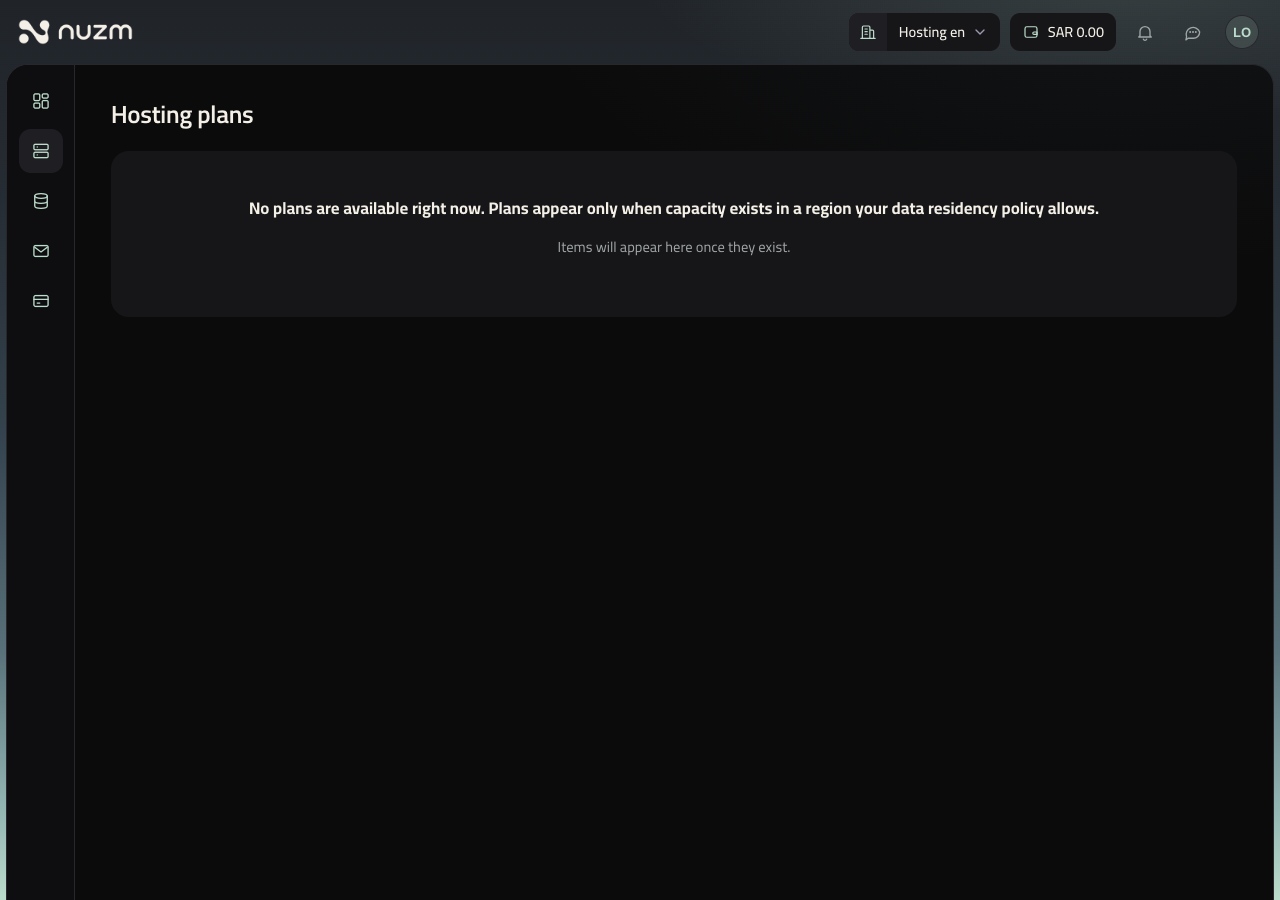 nuzm
Hosting en
SAR 0.00
LO
Hosting plans
No plans are available right now. Plans appear only when capacity exists in a region your data residency policy allows.
Items will appear here once they exist.